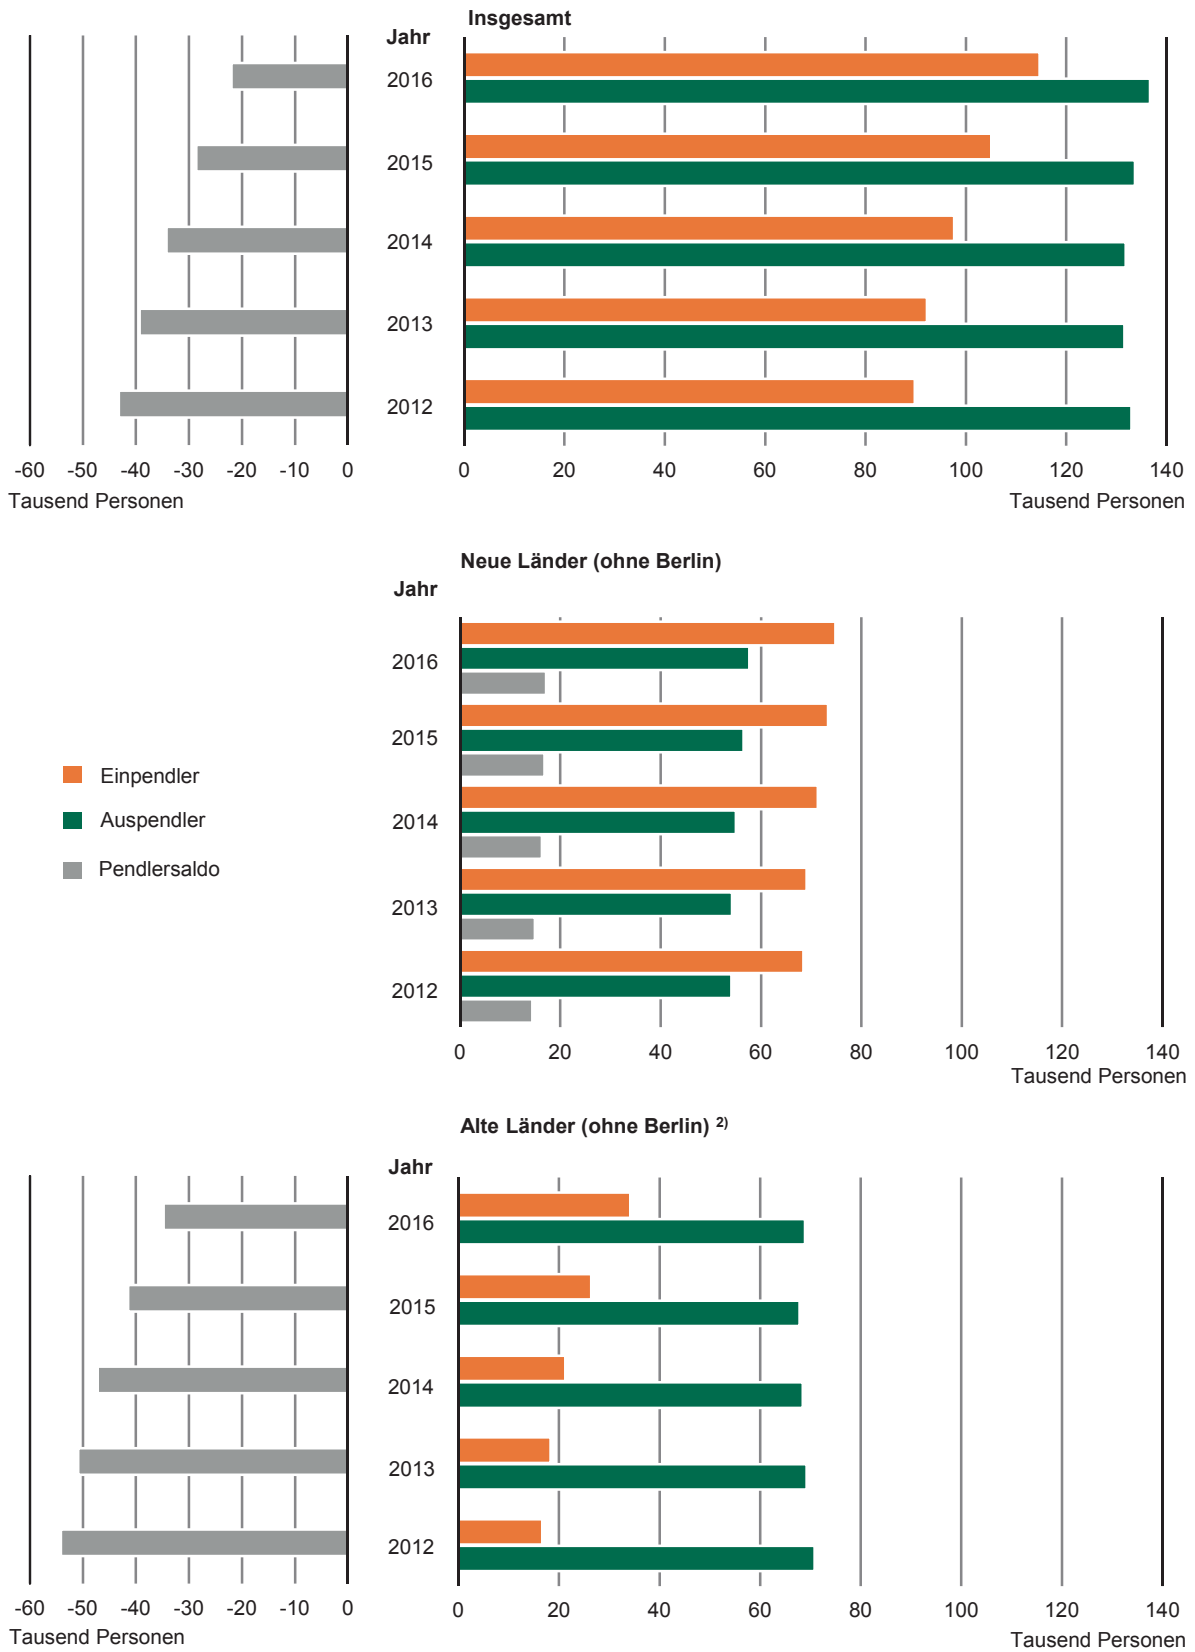 Insgesamt
Jahr
2016
2015
2014
2013
2012
-60 -50 -40 -30 -20 -10 0
Tausend Personen
0 20 40 60 80 100 120 140
Tausend Personen
Neue Länder (ohne Berlin)
Jahr
2016
2015
2014
2013
2012
Einpendler
Auspendler
Pendlersaldo
0 20 40 60 80 100 120 140
Tausend Personen
Alte Länder (ohne Berlin) 2)
Jahr
2016
2015
2014
2013
2012
-60 -50 -40 -30 -20 -10 0
Tausend Personen
0 20 40 60 80 100 120 140
Tausend Personen